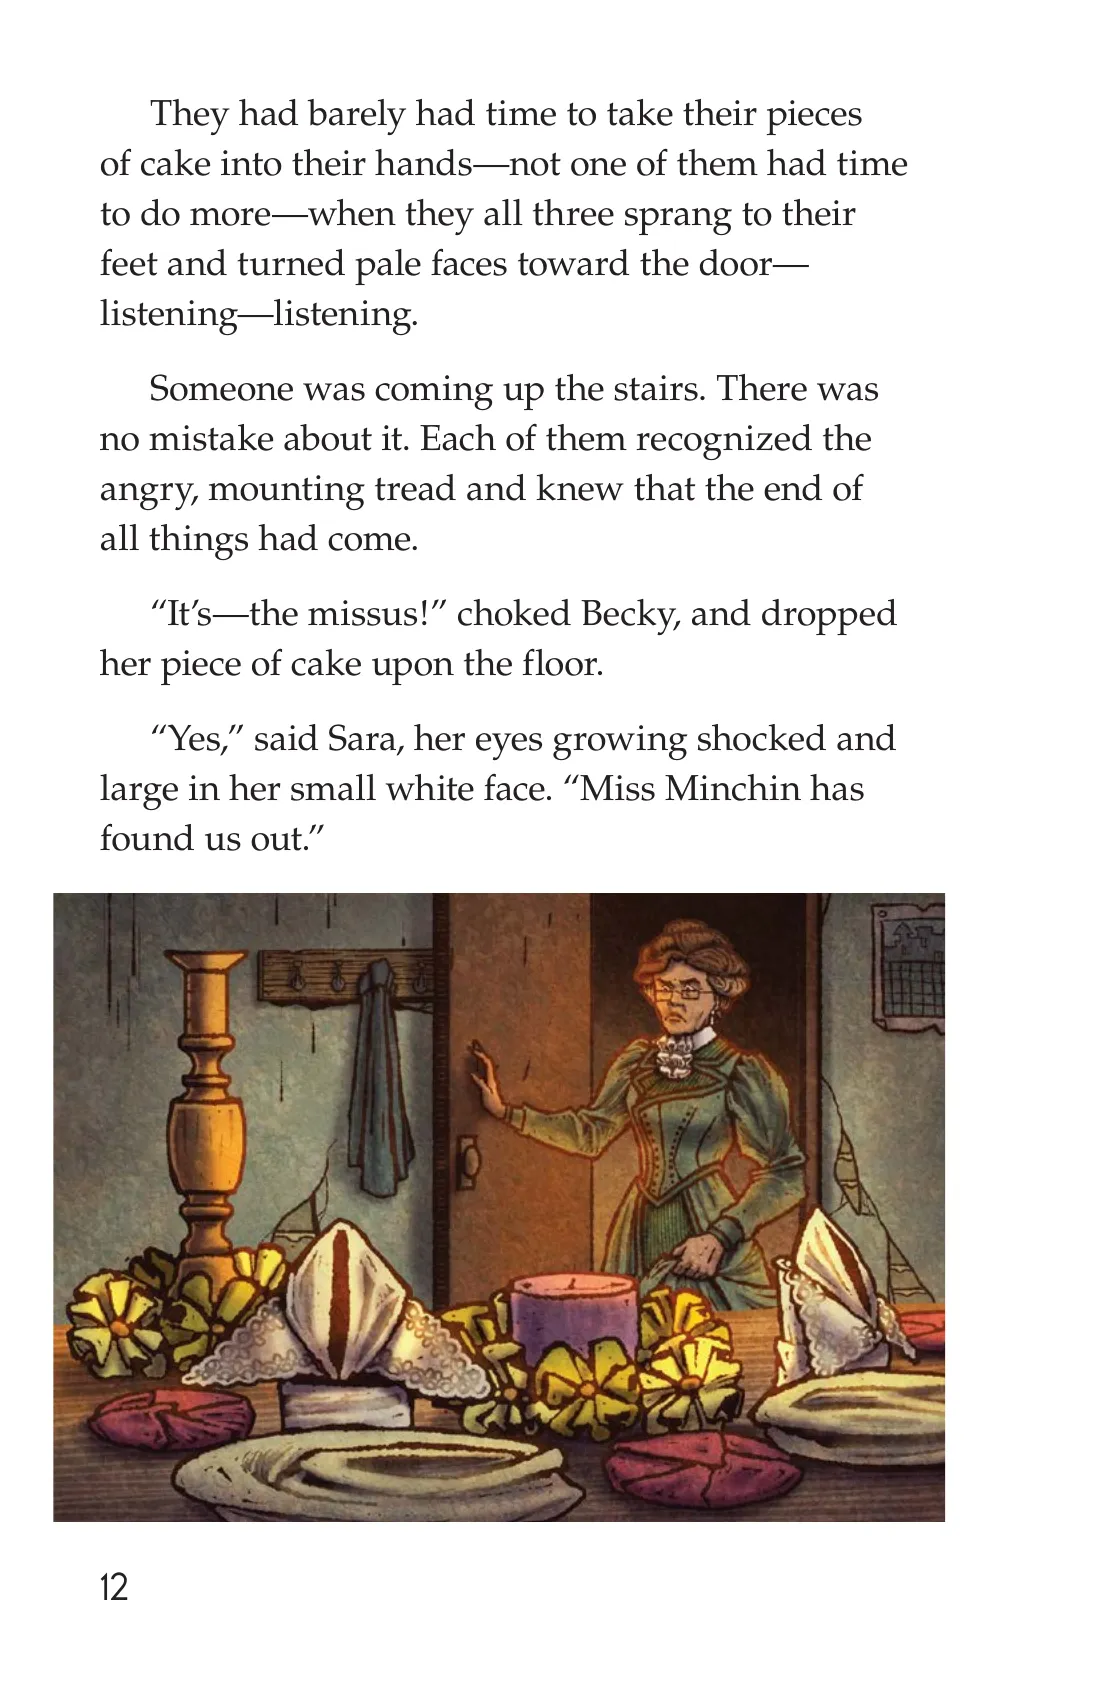 They had barely had time to take their pieces
of cake into their hands—not one of them had time
to do more—when they all three sprang to their
feet and turned pale faces toward the door—
listening—listening.
Someone was coming up the stairs. There was
no mistake about it. Each of them recognized the
angry, mounting tread and knew that the end of
all things had come.
“It’s—the missus!” choked Becky, and dropped
her piece of cake upon the floor.
“Yes,” said Sara, her eyes growing shocked and
large in her small white face. “Miss Minchin has
found us out.”
12